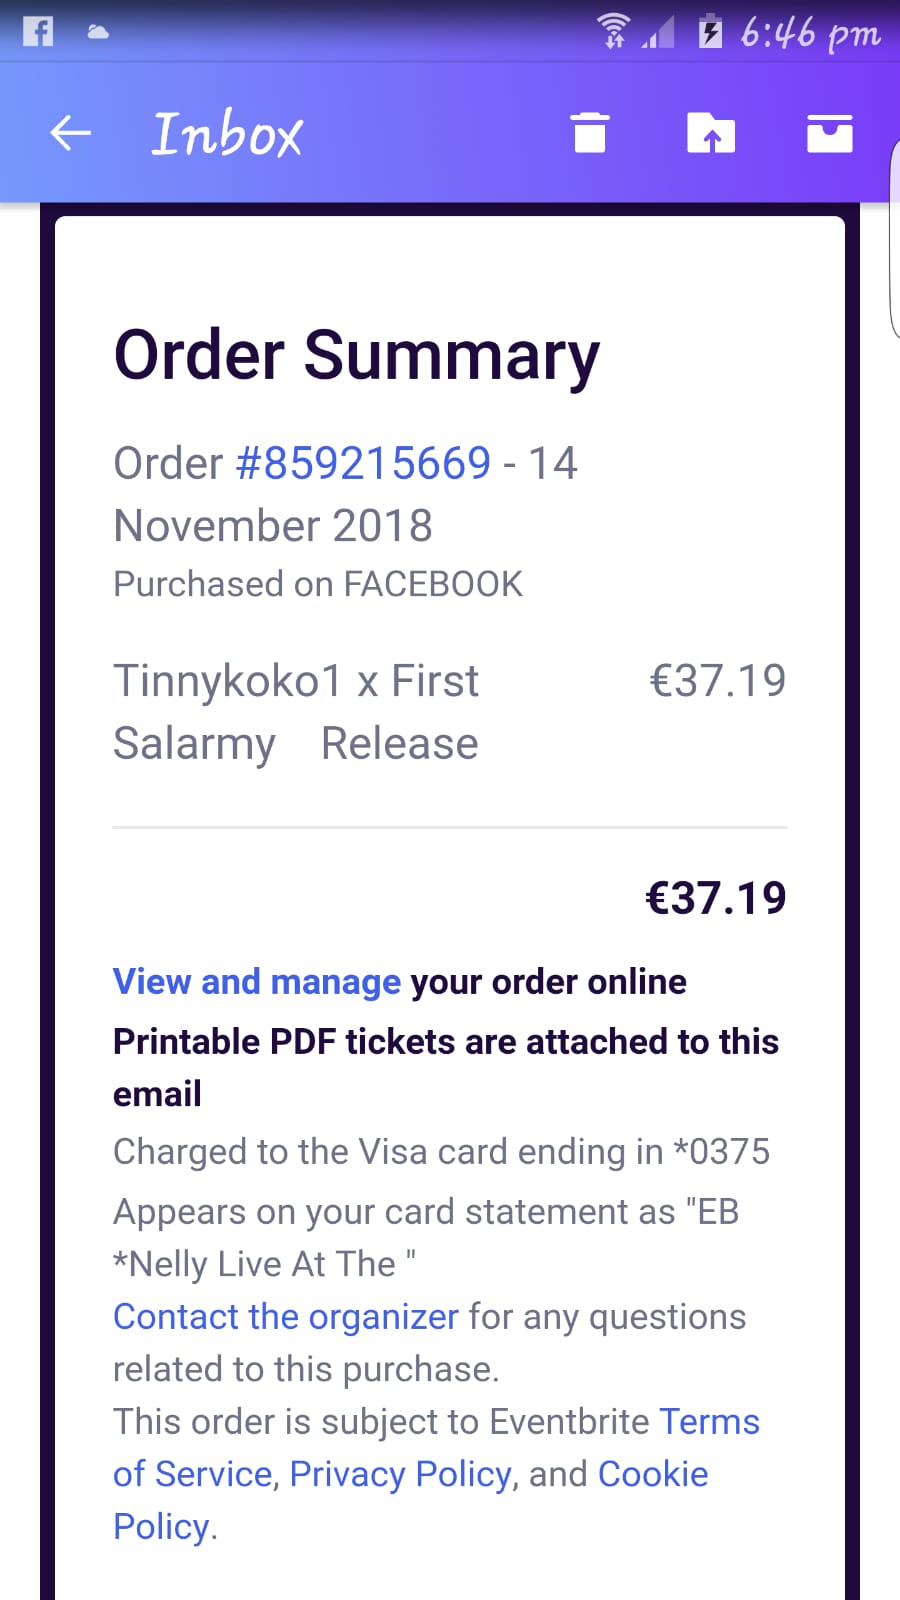 6:46 pm
Inbox
Order Summary
Order #859215669 - 14
November 2018
Purchased on FACEBOOK
Tinnykoko1 x First €37.19
Salarmy Release
€37.19
View and manage your order online
Printable PDF tickets are attached to this
email
Charged to the Visa card ending in *0375
Appears on your card statement as "EB
*Nelly Live At The "
Contact the organizer for any questions
related to this purchase.
This order is subject to Eventbrite Terms
of Service, Privacy Policy, and Cookie
Policy.